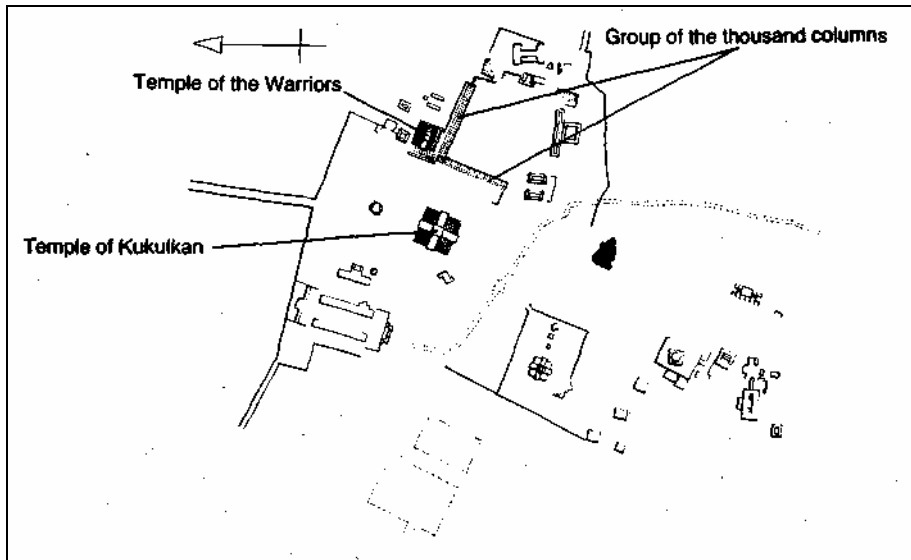 Group of the thousand columns
Temple of the Warriors
Temple of Kukulkan